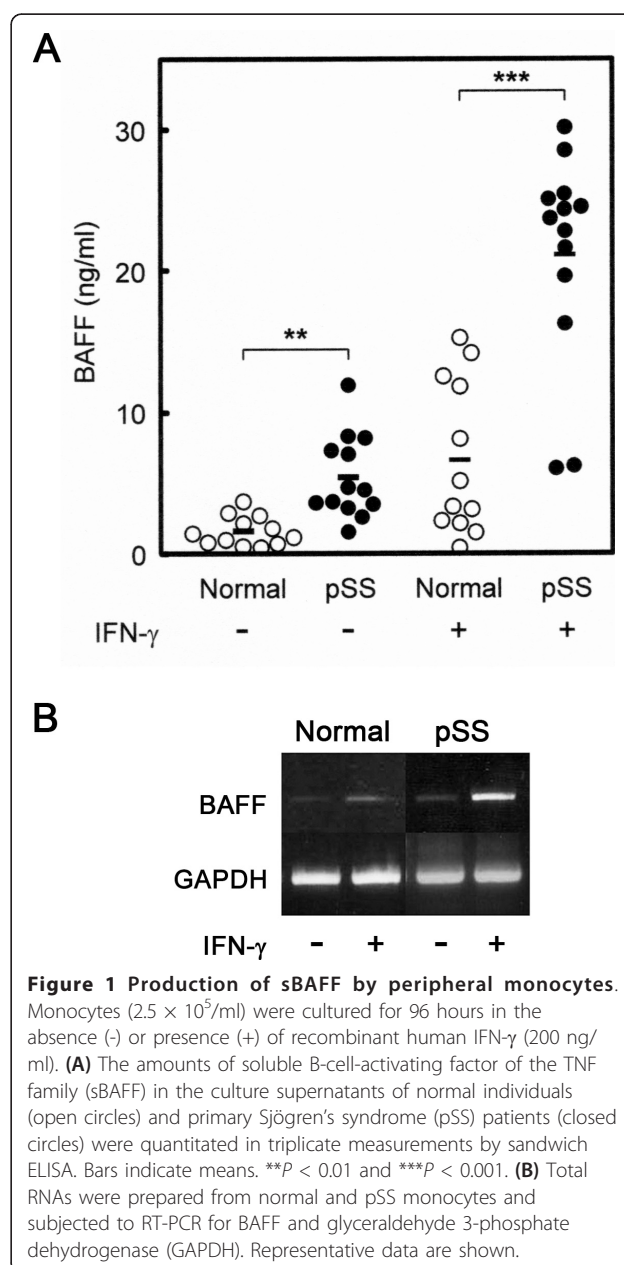 A
***
30
20
**
10
0
BAFF (ng/ml)
Normal pSS Normal pSS
IFN-γ - - + +
B
Normal pSS
BAFF
GAPDH
IFN-γ - + - +
Figure 1 Production of sBAFF by peripheral monocytes.
Monocytes (2.5 × 10⁵/ml) were cultured for 96 hours in the
absence (-) or presence (+) of recombinant human IFN-γ (200 ng/
ml). (A) The amounts of soluble B-cell-activating factor of the TNF
family (sBAFF) in the culture supernatants of normal individuals
(open circles) and primary Sjögren's syndrome (pSS) patients (closed
circles) were quantitated in triplicate measurements by sandwich
ELISA. Bars indicate means. **P < 0.01 and ***P < 0.001. (B) Total
RNAs were prepared from normal and pSS monocytes and
subjected to RT-PCR for BAFF and glyceraldehyde 3-phosphate
dehydrogenase (GAPDH). Representative data are shown.